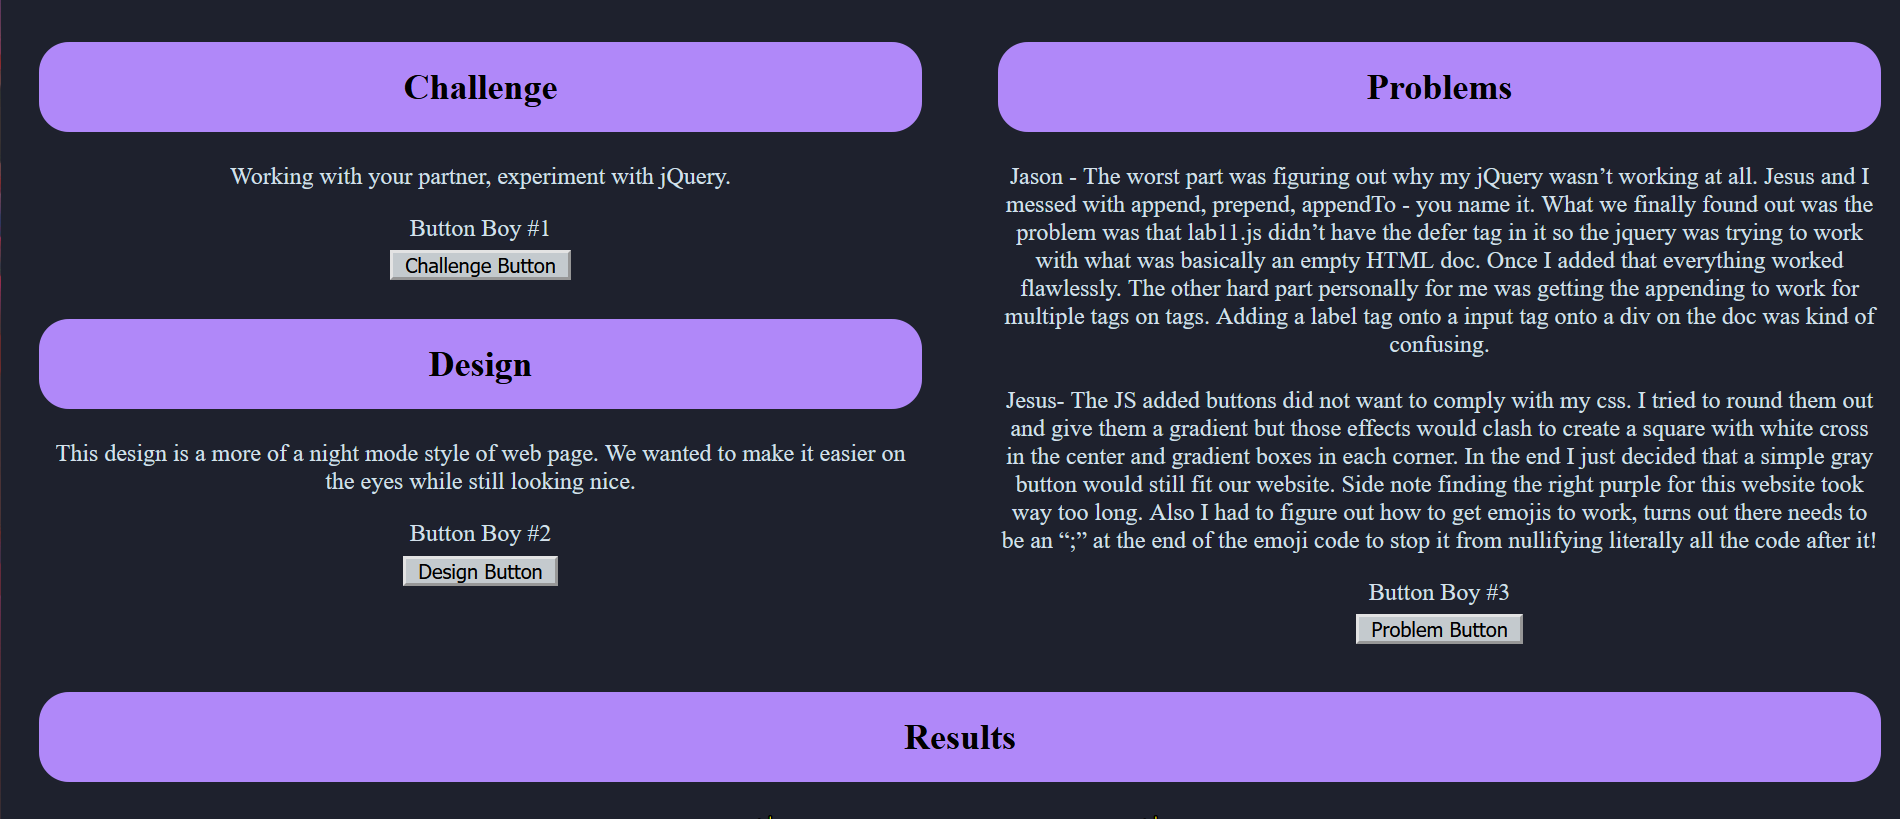 Challenge
Working with your partner, experiment with jQuery.
Button Boy #1
Challenge Button
Design
This design is a more of a night mode style of web page. We wanted to make it easier on
the eyes while still looking nice.
Button Boy #2
Design Button
Problems
Jason - The worst part was figuring out why my jQuery wasn’t working at all. Jesus and I
messed with append, prepend, appendTo - you name it. What we finally found out was the
problem was that lab11.js didn’t have the defer tag in it so the jquery was trying to work
with what was basically an empty HTML doc. Once I added that everything worked
flawlessly. The other hard part personally for me was getting the appending to work for
multiple tags on tags. Adding a label tag onto a input tag onto a div on the doc was kind of
confusing.
Jesus- The JS added buttons did not want to comply with my css. I tried to round them out
and give them a gradient but those effects would clash to create a square with white cross
in the center and gradient boxes in each corner. In the end I just decided that a simple gray
button would still fit our website. Side note finding the right purple for this website took
way too long. Also I had to figure out how to get emojis to work, turns out there needs to
be an “;” at the end of the emoji code to stop it from nullifying literally all the code after it!
Button Boy #3
Problem Button
Results